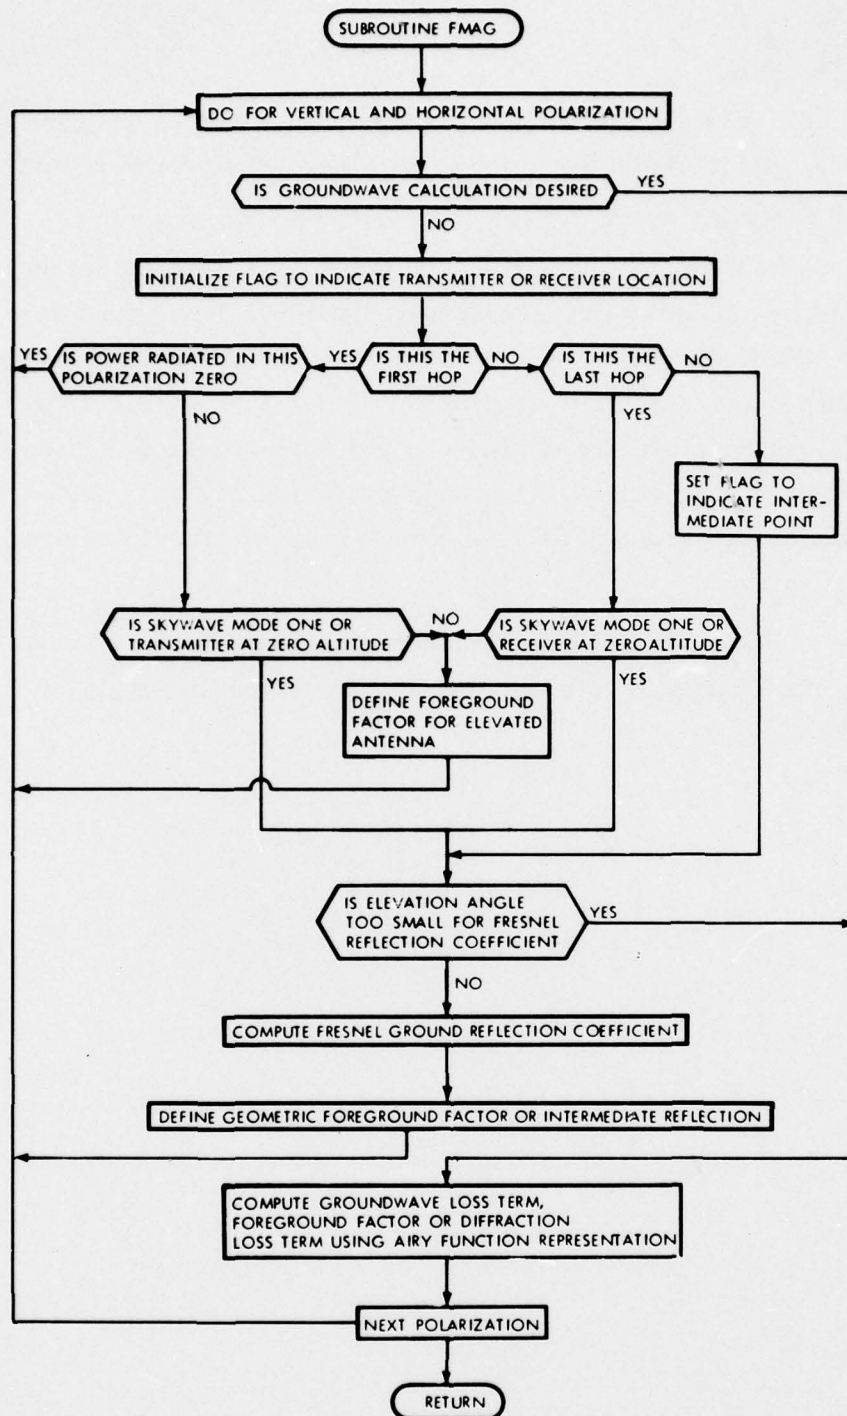 SUBROUTINE FMAG
DO FOR VERTICAL AND HORIZONTAL POLARIZATION
IS GROUNDWAVE CALCULATION DESIRED
YES
NO
INITIALIZE FLAG TO INDICATE TRANSMITTER OR RECEIVER LOCATION
YES
IS POWER RADIATED IN THIS
POLARIZATION ZERO
YES
IS THIS THE
FIRST HOP
NO
IS THIS THE
LAST HOP
NO
NO
YES
SET FLAG TO
INDICATE INTER-
MEDIATE POINT
IS SKYWAVE MODE ONE OR
TRANSMITTER AT ZERO ALTITUDE
NO
IS SKYWAVE MODE ONE OR
RECEIVER AT ZERO ALTITUDE
YES
YES
DEFINE FOREGROUND
FACTOR FOR ELEVATED
ANTENNA
IS ELEVATION ANGLE
TOO SMALL FOR FRESNEL
REFLECTION COEFFICIENT
YES
NO
COMPUTE FRESNEL GROUND REFLECTION COEFFICIENT
DEFINE GEOMETRIC FOREGROUND FACTOR OR INTERMEDIATE REFLECTION
COMPUTE GROUNDWAVE LOSS TERM,
FOREGROUND FACTOR OR DIFFRACTION
LOSS TERM USING AIRY FUNCTION REPRESENTATION
NEXT POLARIZATION
RETURN